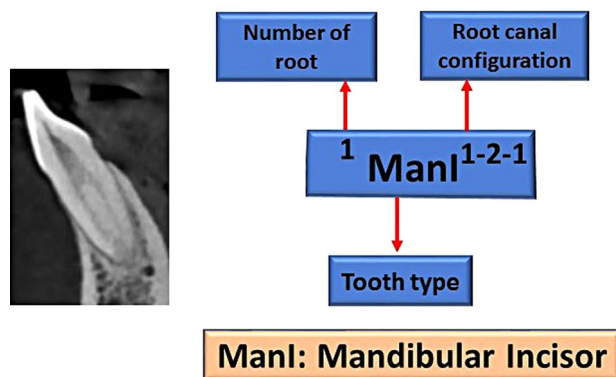 Number of
root
Root canal
configuration
1 ManI1-2-1
Tooth type
ManI: Mandibular Incisor